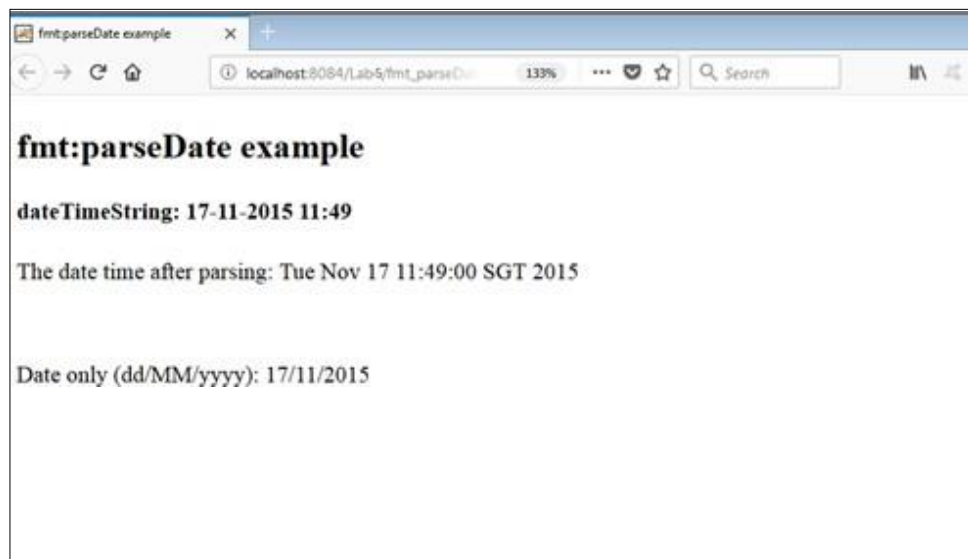 fmt:parseDate example
localhost:8084/Lab5/fmt_parseDa
133%
Search
fmt:parseDate example
dateTimeString: 17-11-2015 11:49
The date time after parsing: Tue Nov 17 11:49:00 SGT 2015
Date only (dd/MM/yyyy): 17/11/2015